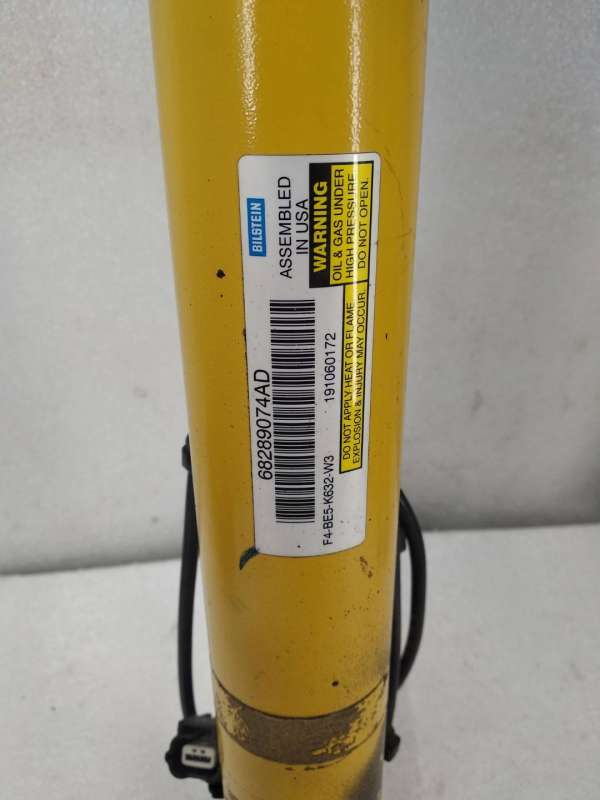 BILSTEIN
ASSEMBLED
IN USA
WARNING
OIL & GAS UNDER
HIGH PRESSURE
DO NOT OPEN.
DO NOT APPLY HEAT OR FLAME
EXPLOSION & INJURY MAY OCCUR.
68289074AD
191060172
F4-BE5-K632-W3